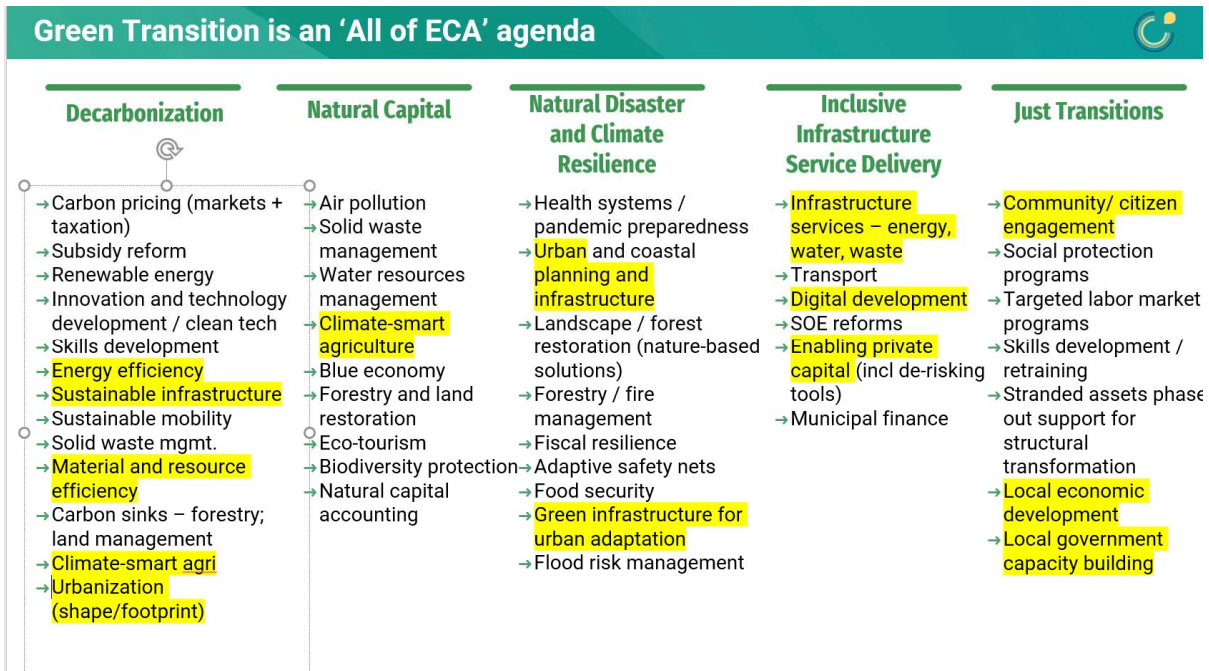 Green Transition is an ‘All of ECA’ agenda
Decarbonization
→Carbon pricing (markets +
taxation)
→Subsidy reform
→Renewable energy
→Innovation and technology
development / clean tech
→Skills development
→Energy efficiency
→Sustainable infrastructure
→Sustainable mobility
→Solid waste mgmt.
→Material and resource
efficiency
→Carbon sinks – forestry;
land management
→Climate-smart agri
→Urbanization
(shape/footprint)
Natural Capital
→Air pollution
→Solid waste
management
→Water resources
management
→Climate-smart
agriculture
→Blue economy
→Forestry and land
restoration
→Eco-tourism
→Biodiversity protection
→Natural capital
accounting
Natural Disaster
and Climate
Resilience
→Health systems /
pandemic preparedness
→Urban and coastal
planning and
infrastructure
→Landscape / forest
restoration (nature-based
solutions)
→Forestry / fire
management
→Fiscal resilience
→Adaptive safety nets
→Food security
→Green infrastructure for
urban adaptation
→Flood risk management
Inclusive
Infrastructure
Service Delivery
→Infrastructure
services – energy,
water, waste
→Transport
→Digital development
→SOE reforms
→Enabling private
capital (incl de-risking
tools)
→Municipal finance
Just Transitions
→Community/ citizen
engagement
→Social protection
programs
→Targeted labor market
programs
→Skills development /
retraining
→Stranded assets phase
out support for
structural
transformation
→Local economic
development
→Local government
capacity building